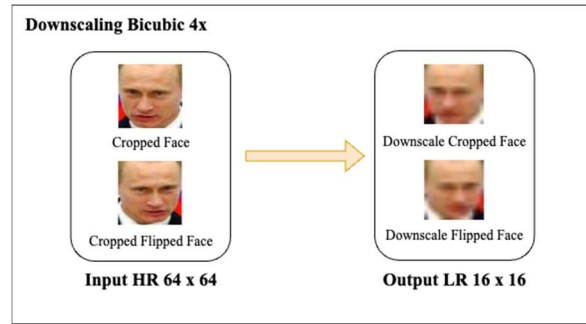 Downscaling Bicubic 4x
Cropped Face
Cropped Flipped Face
Input HR 64 x 64
Downscale Cropped Face
Downscale Flipped Face
Output LR 16 x 16